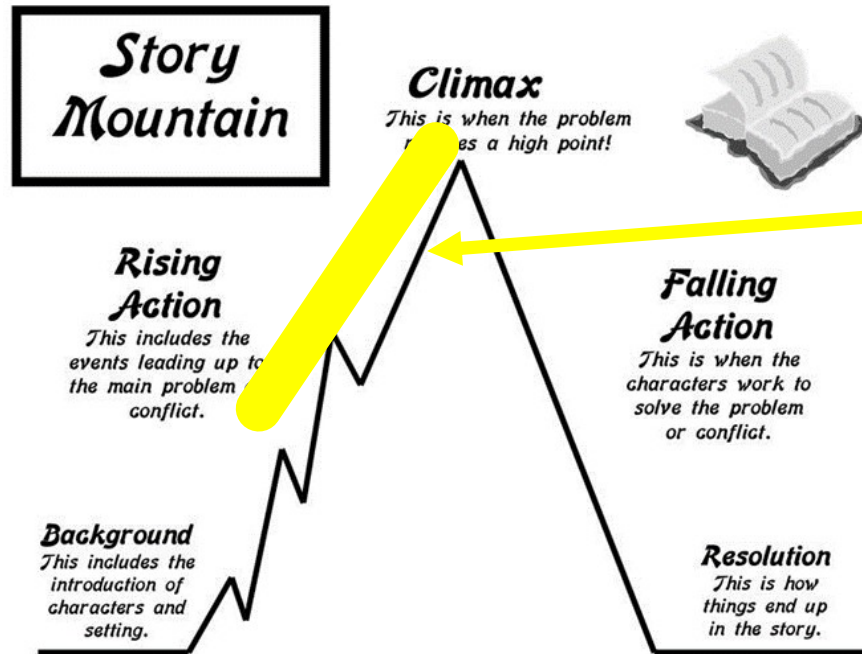 Story
Mountain
Climax
This is when the problem
a high point!
Rising
Action
This includes the
events leading up to
the main problem
conflict.
Falling
Action
This is when the
characters work to
solve the problem
or conflict.
Background
This includes the
introduction of
characters and
setting.
Resolution
This is how
things end up
in the story.